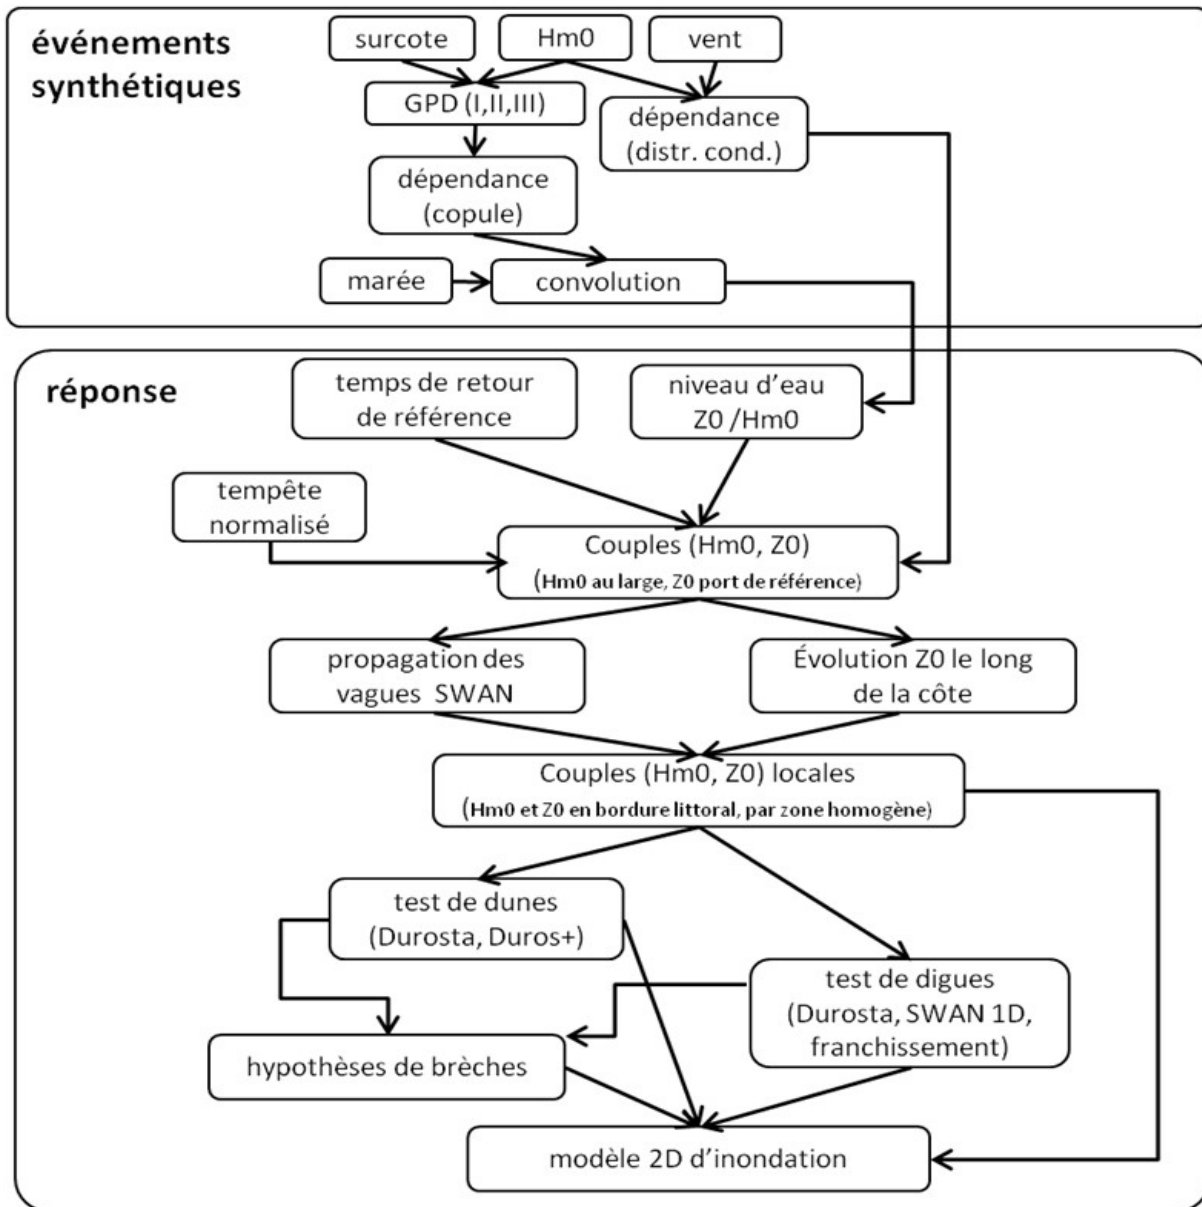 événements
synthétiques
surcote
Hm0
vent
GPD (I,II,III)
dépendance
(distr. cond.)
dépendance
(copule)
marée
convolution
réponse
temps de retour
de référence
niveau d’eau
Z0 /Hm0
tempête
normalisé
Couples (Hm0, Z0)
(Hm0 au large, Z0 port de référence)
propagation des
vagues SWAN
Évolution Z0 le long
de la côte
Couples (Hm0, Z0) locales
(Hm0 et Z0 en bordure littoral, par zone homogène)
test de dunes
(Durosta, Duros+)
test de digues
(Durosta, SWAN 1D,
franchissement)
hypothèses de brèches
modèle 2D d’inondation